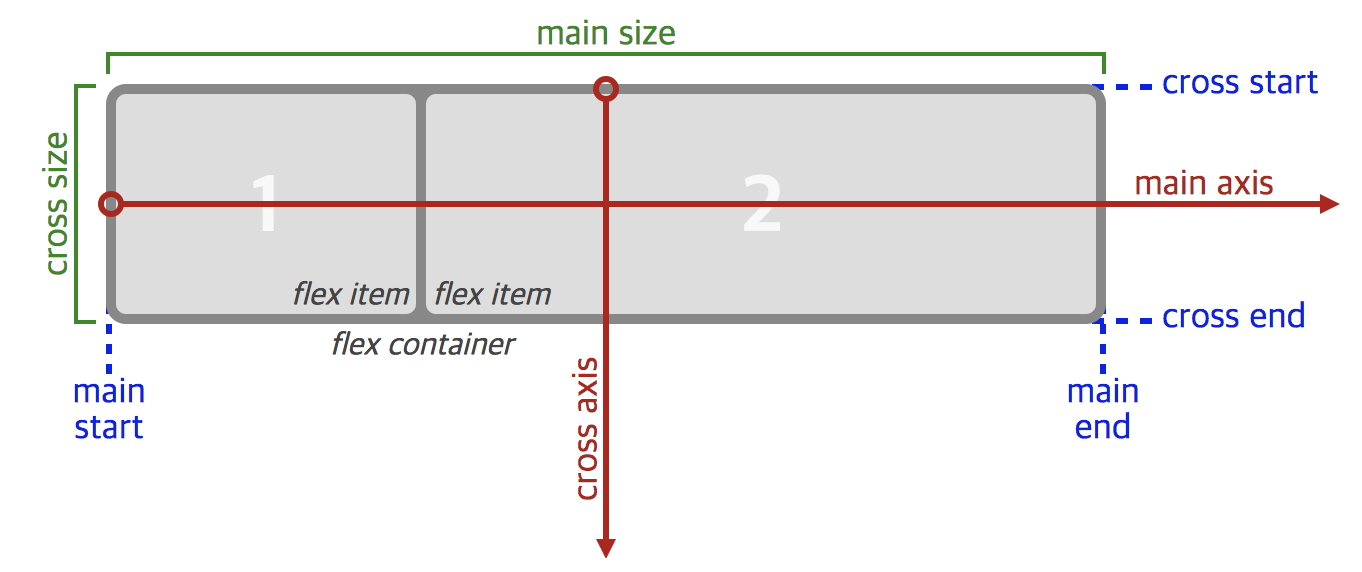 main size
cross start
cross size
1
2
main axis
flex item
flex item
cross end
flex container
main
start
cross axis
main
end